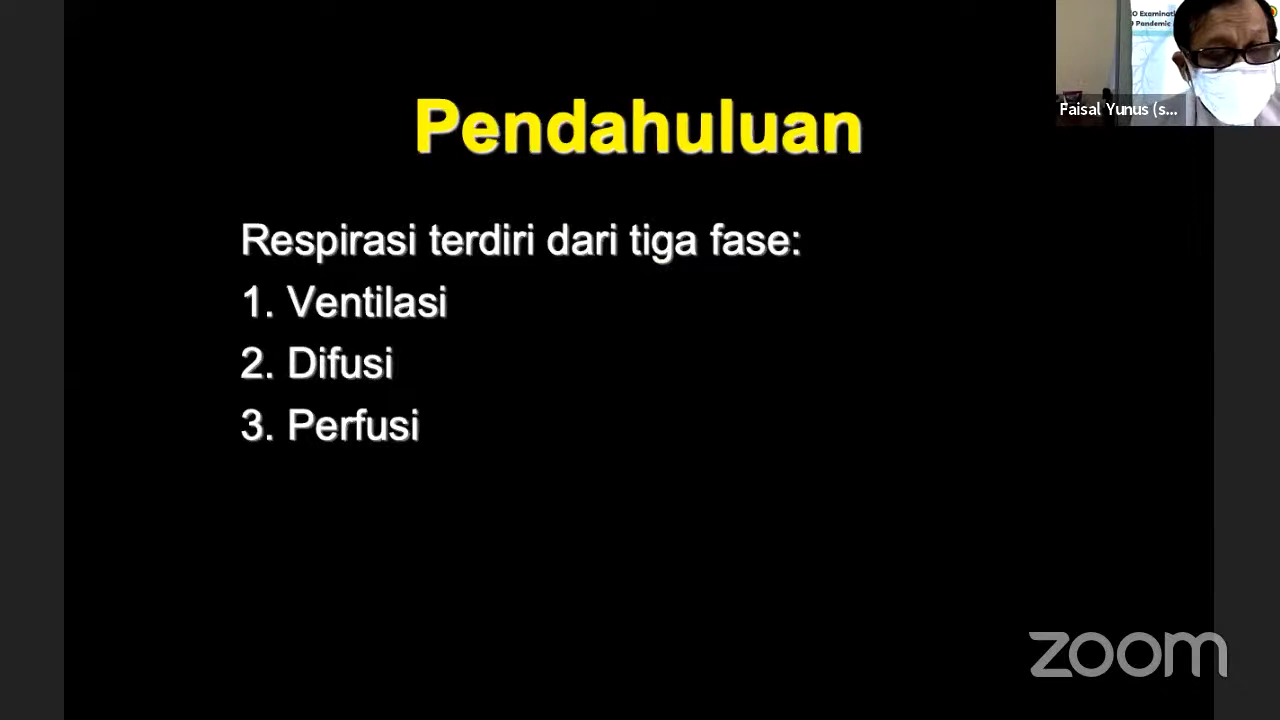 Pendahuluan
Respirasi terdiri dari tiga fase:
1. Ventilasi
2. Difusi
3. Perfusi
Faisal Yunus (s...
zoom